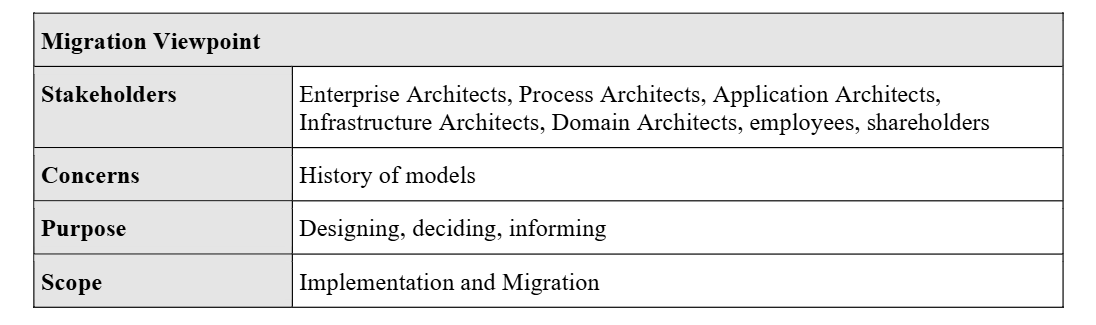 Migration Viewpoint
Stakeholders
Enterprise Architects, Process Architects, Application Architects,
Infrastructure Architects, Domain Architects, employees, shareholders
Concerns
History of models
Purpose
Designing, deciding, informing
Scope
Implementation and Migration